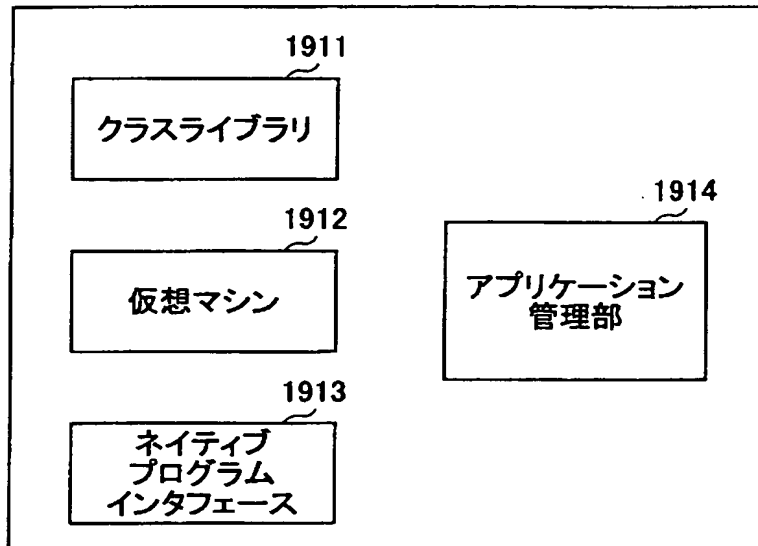 1911
クラスライブラリ
1912
仮想マシン
1913
ネイティブ
プログラム
インタフェース
1914
アプリケーション
管理部